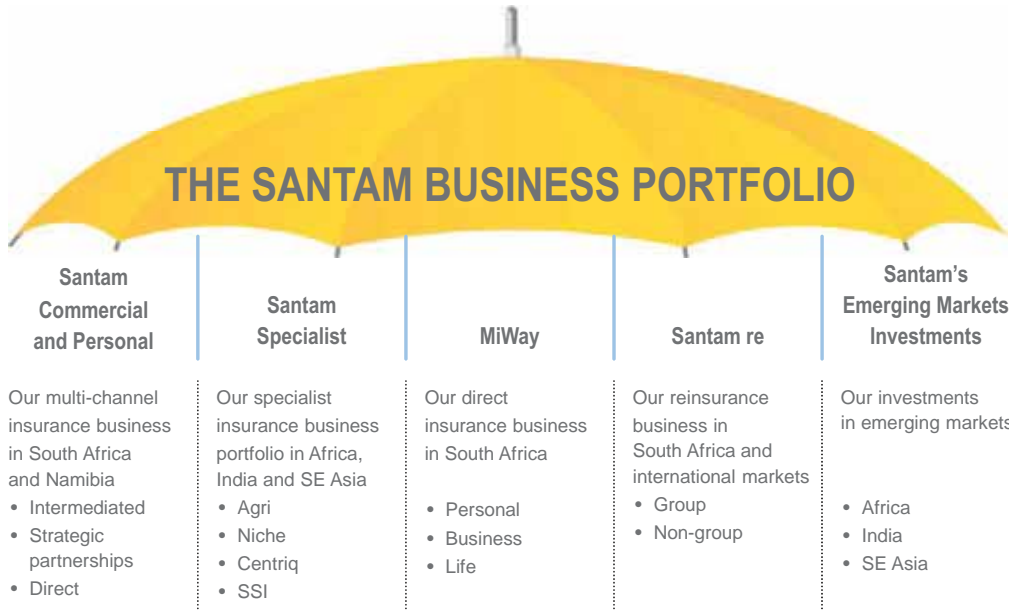 THE SANTAM BUSINESS PORTFOLIO
Santam
Commercial
and Personal
Our multi-channel
insurance business
in South Africa
and Namibia
• Intermediated
• Strategic
partnerships
• Direct
Santam
Specialist
Our specialist
insurance business
portfolio in Africa,
India and SE Asia
• Agri
• Niche
• Centriq
• SSI
MiWay
Our direct
insurance business
in South Africa
• Personal
• Business
• Life
Santam re
Our reinsurance
business in
South Africa and
international markets
• Group
• Non-group
Santam’s
Emerging Markets
Investments
Our investments
in emerging markets
• Africa
• India
• SE Asia